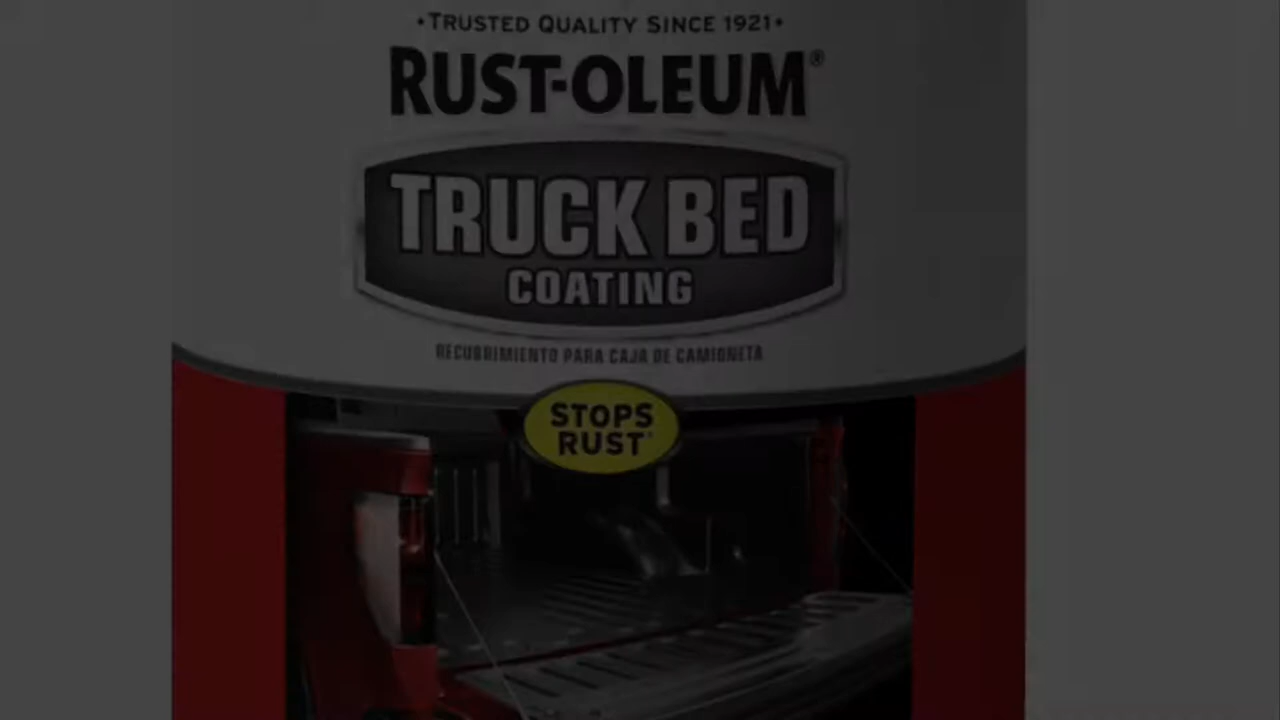 •TRUSTED QUALITY SINCE 1921•
RUST-OLEUM®
TRUCK BED
COATING
RECUBRIMIENTO PARA CAJA DE CAMIONETA
STOPS
RUST®